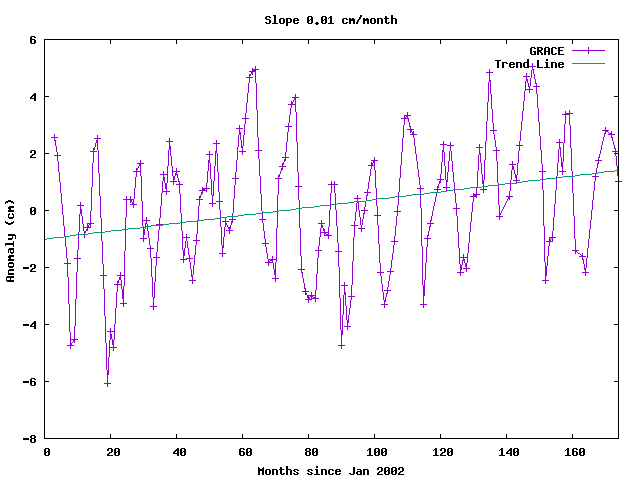 Slope 0.01 cm/month
GRACE
Trend Line
6
4
2
0
-2
-4
-6
-8
Anomaly (cm)
0 20 40 60 80 100 120 140 160
Months since Jan 2002